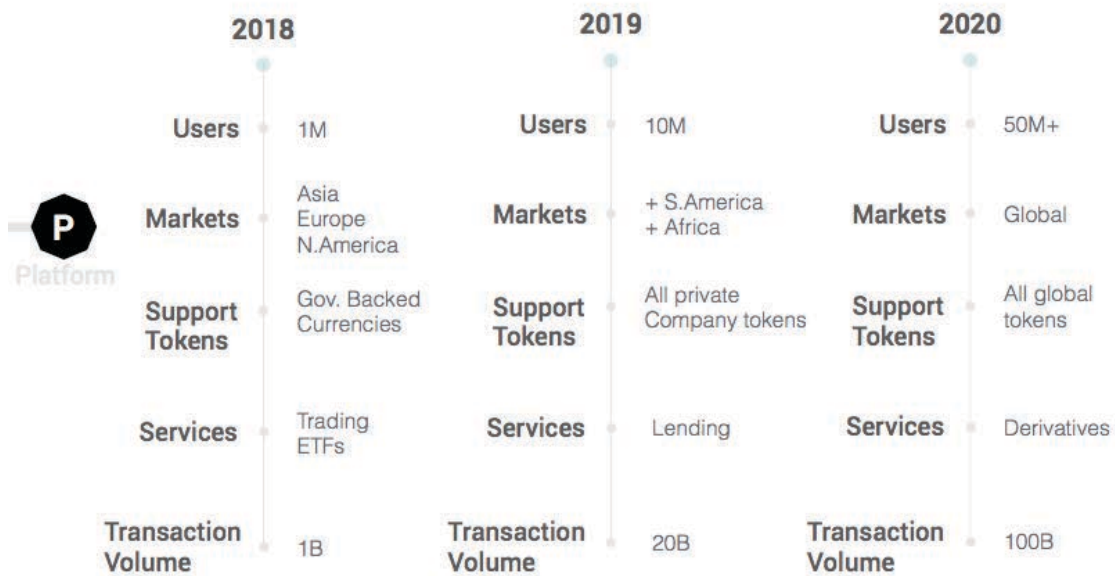 2018
2019
2020
Users 1M
Users 10M
Users 50M+
P
Platform
Markets
Asia
Europe
N.America
Markets
+ S.America
+ Africa
Markets
Global
Support
Tokens
Gov. Backed
Currencies
Support
Tokens
All private
Company tokens
Support
Tokens
All global
tokens
Services
Trading
ETFs
Services
Lending
Services
Derivatives
Transaction
Volume
1B
Transaction
Volume
20B
Transaction
Volume
100B